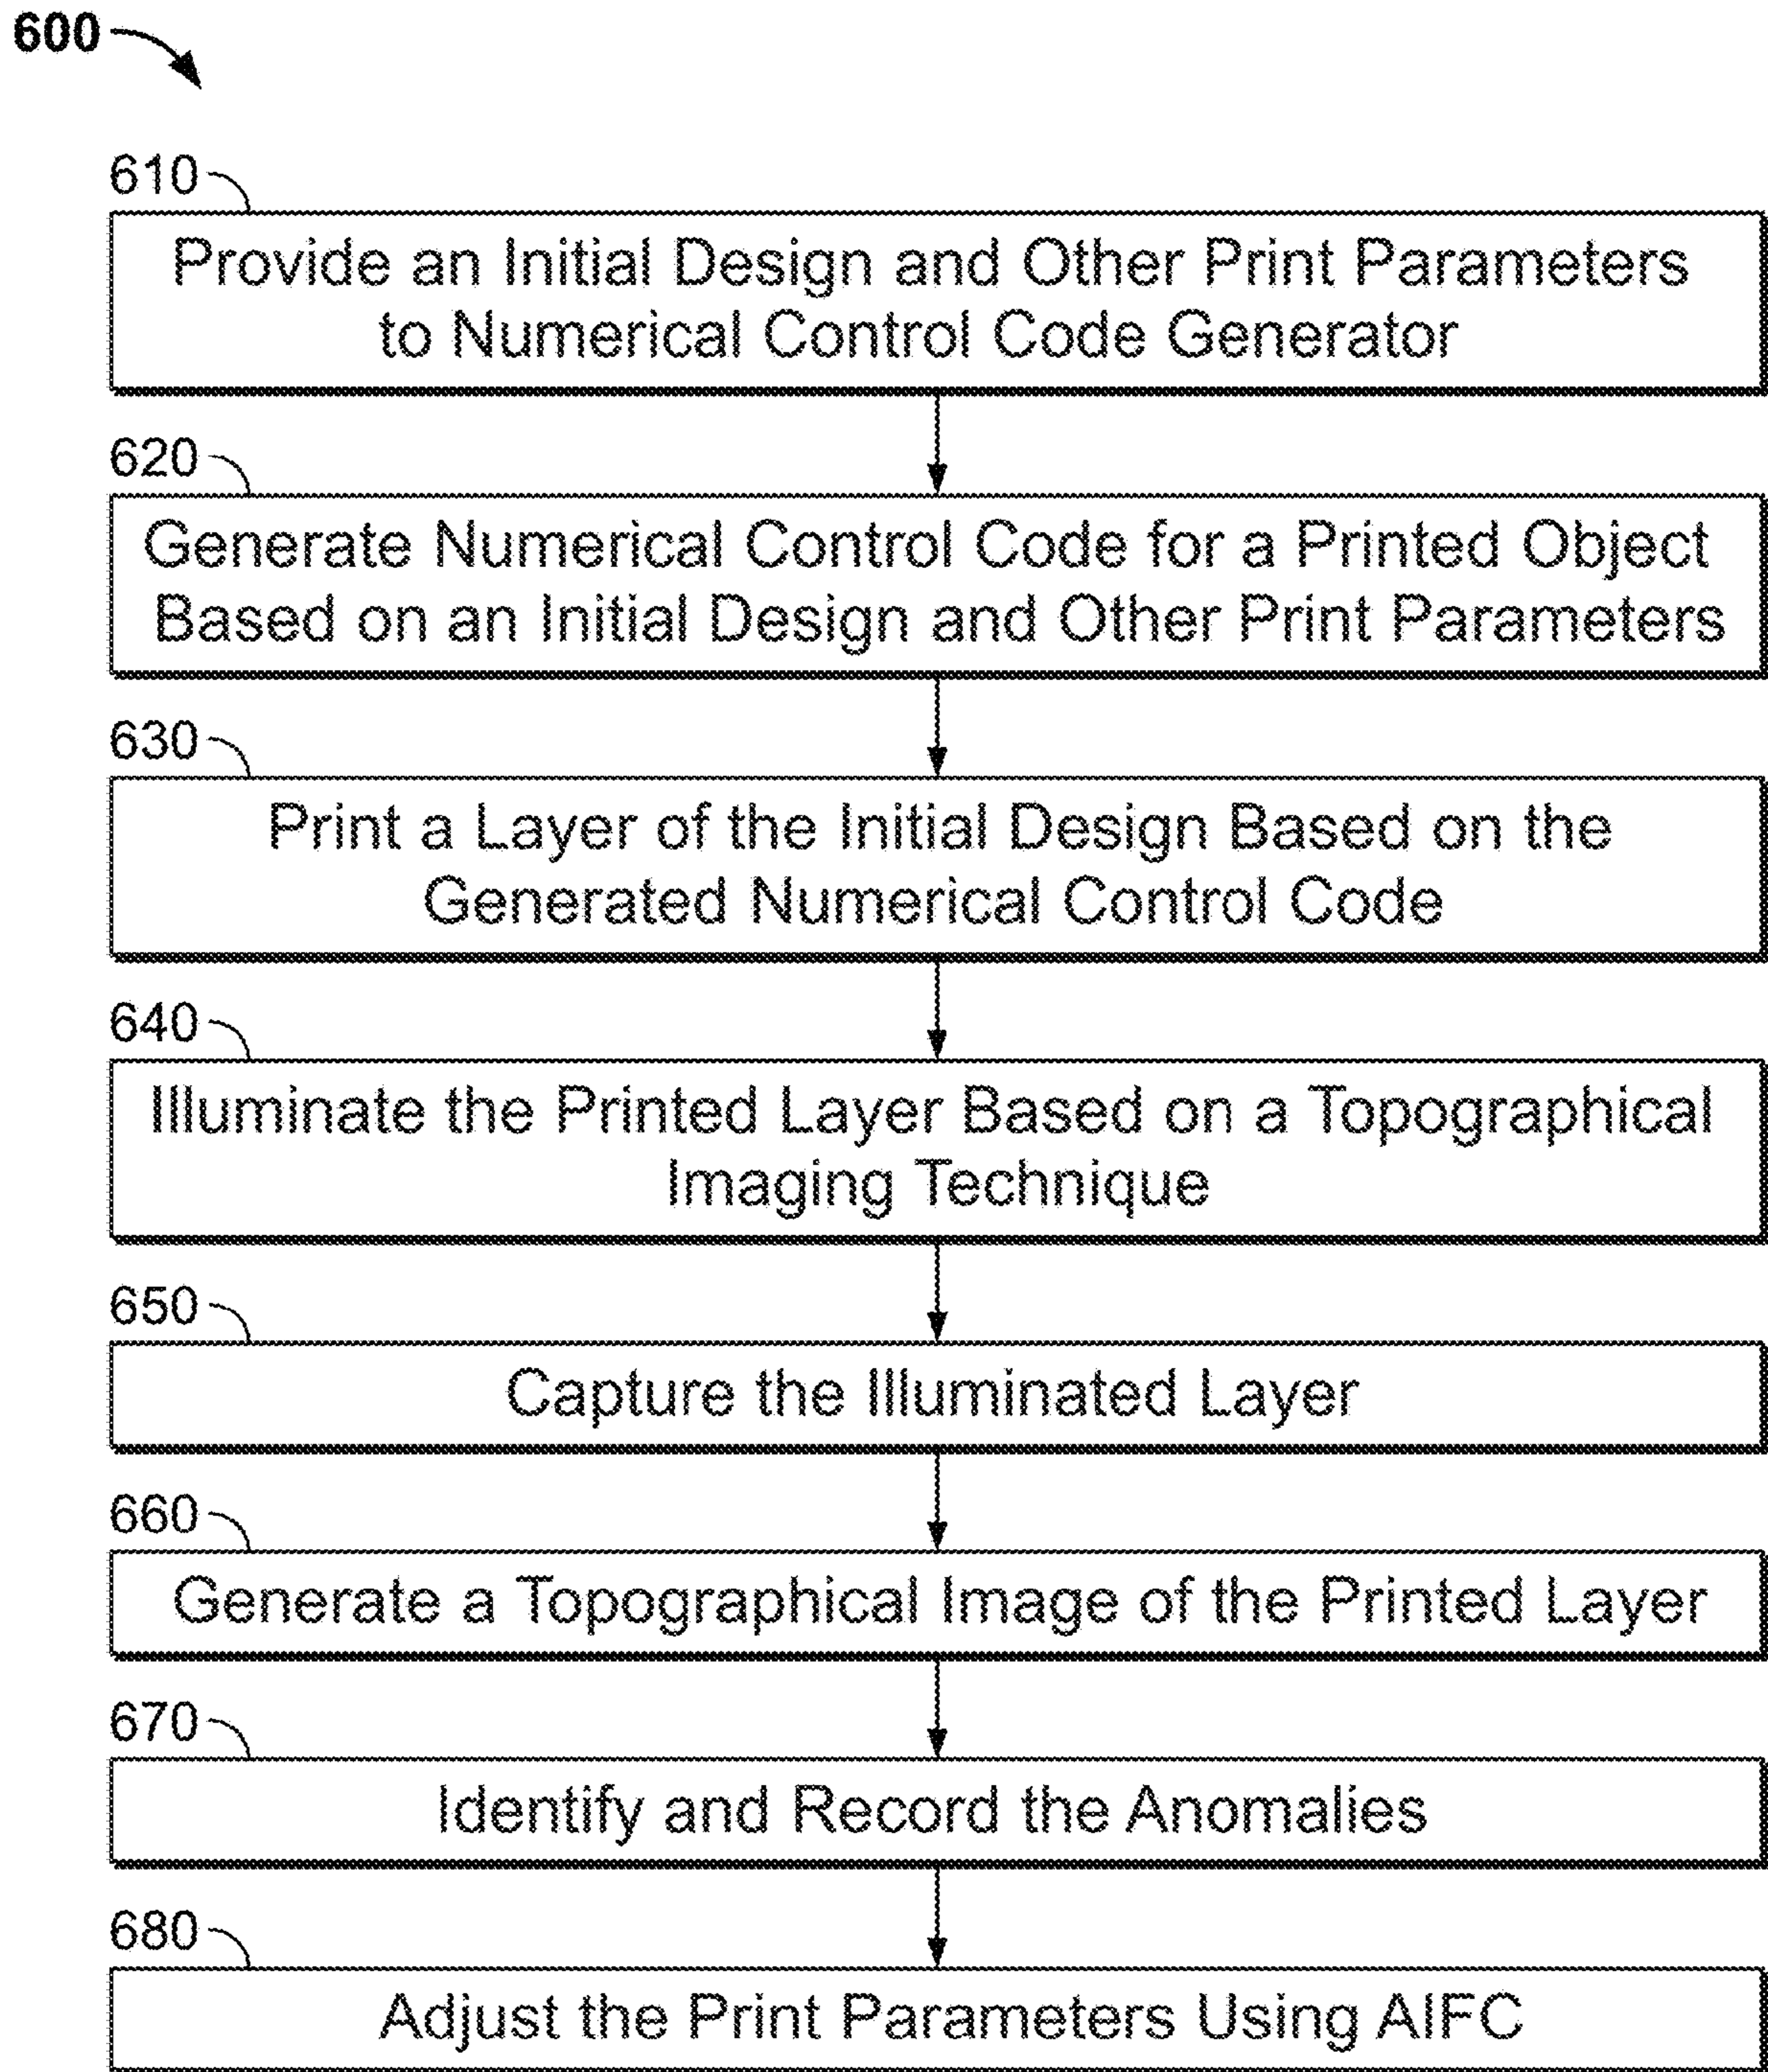 600
610
Provide an Initial Design and Other Print Parameters
to Numerical Control Code Generator
620
Generate Numerical Control Code for a Printed Object
Based on an Initial Design and Other Print Parameters
630
Print a Layer of the Initial Design Based on the
Generated Numerical Control Code
640
Illuminate the Printed Layer Based on a Topographical
Imaging Technique
650
Capture the Illuminated Layer
660
Generate a Topographical Image of the Printed Layer
670
Identify and Record the Anomalies
680
Adjust the Print Parameters Using AIFC